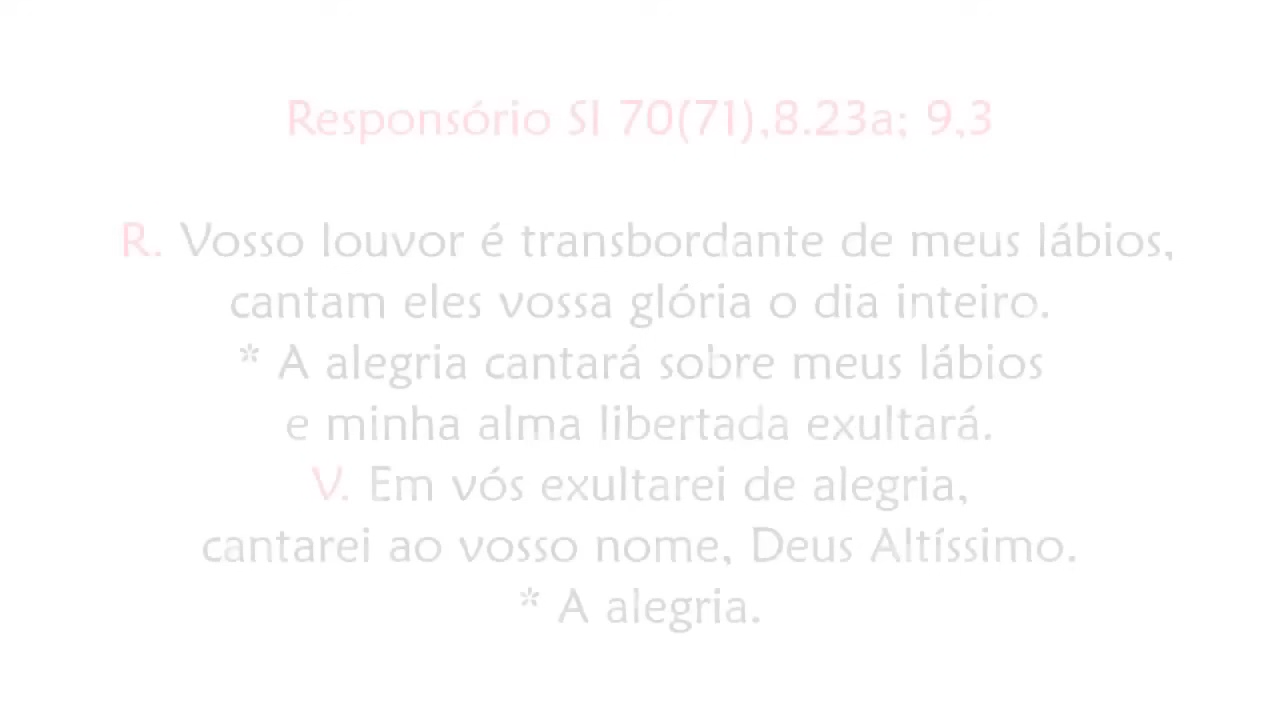 Responsório Sl 70(71),8.23a; 9,3
R. Vosso louvor é transbordante de meus lábios,
cantam eles vossa glória o dia inteiro.
* A alegria cantará sobre meus lábios
e minha alma libertada exultará.
V. Em vós exultarei de alegria,
cantarei ao vosso nome, Deus Altíssimo.
* A alegria.